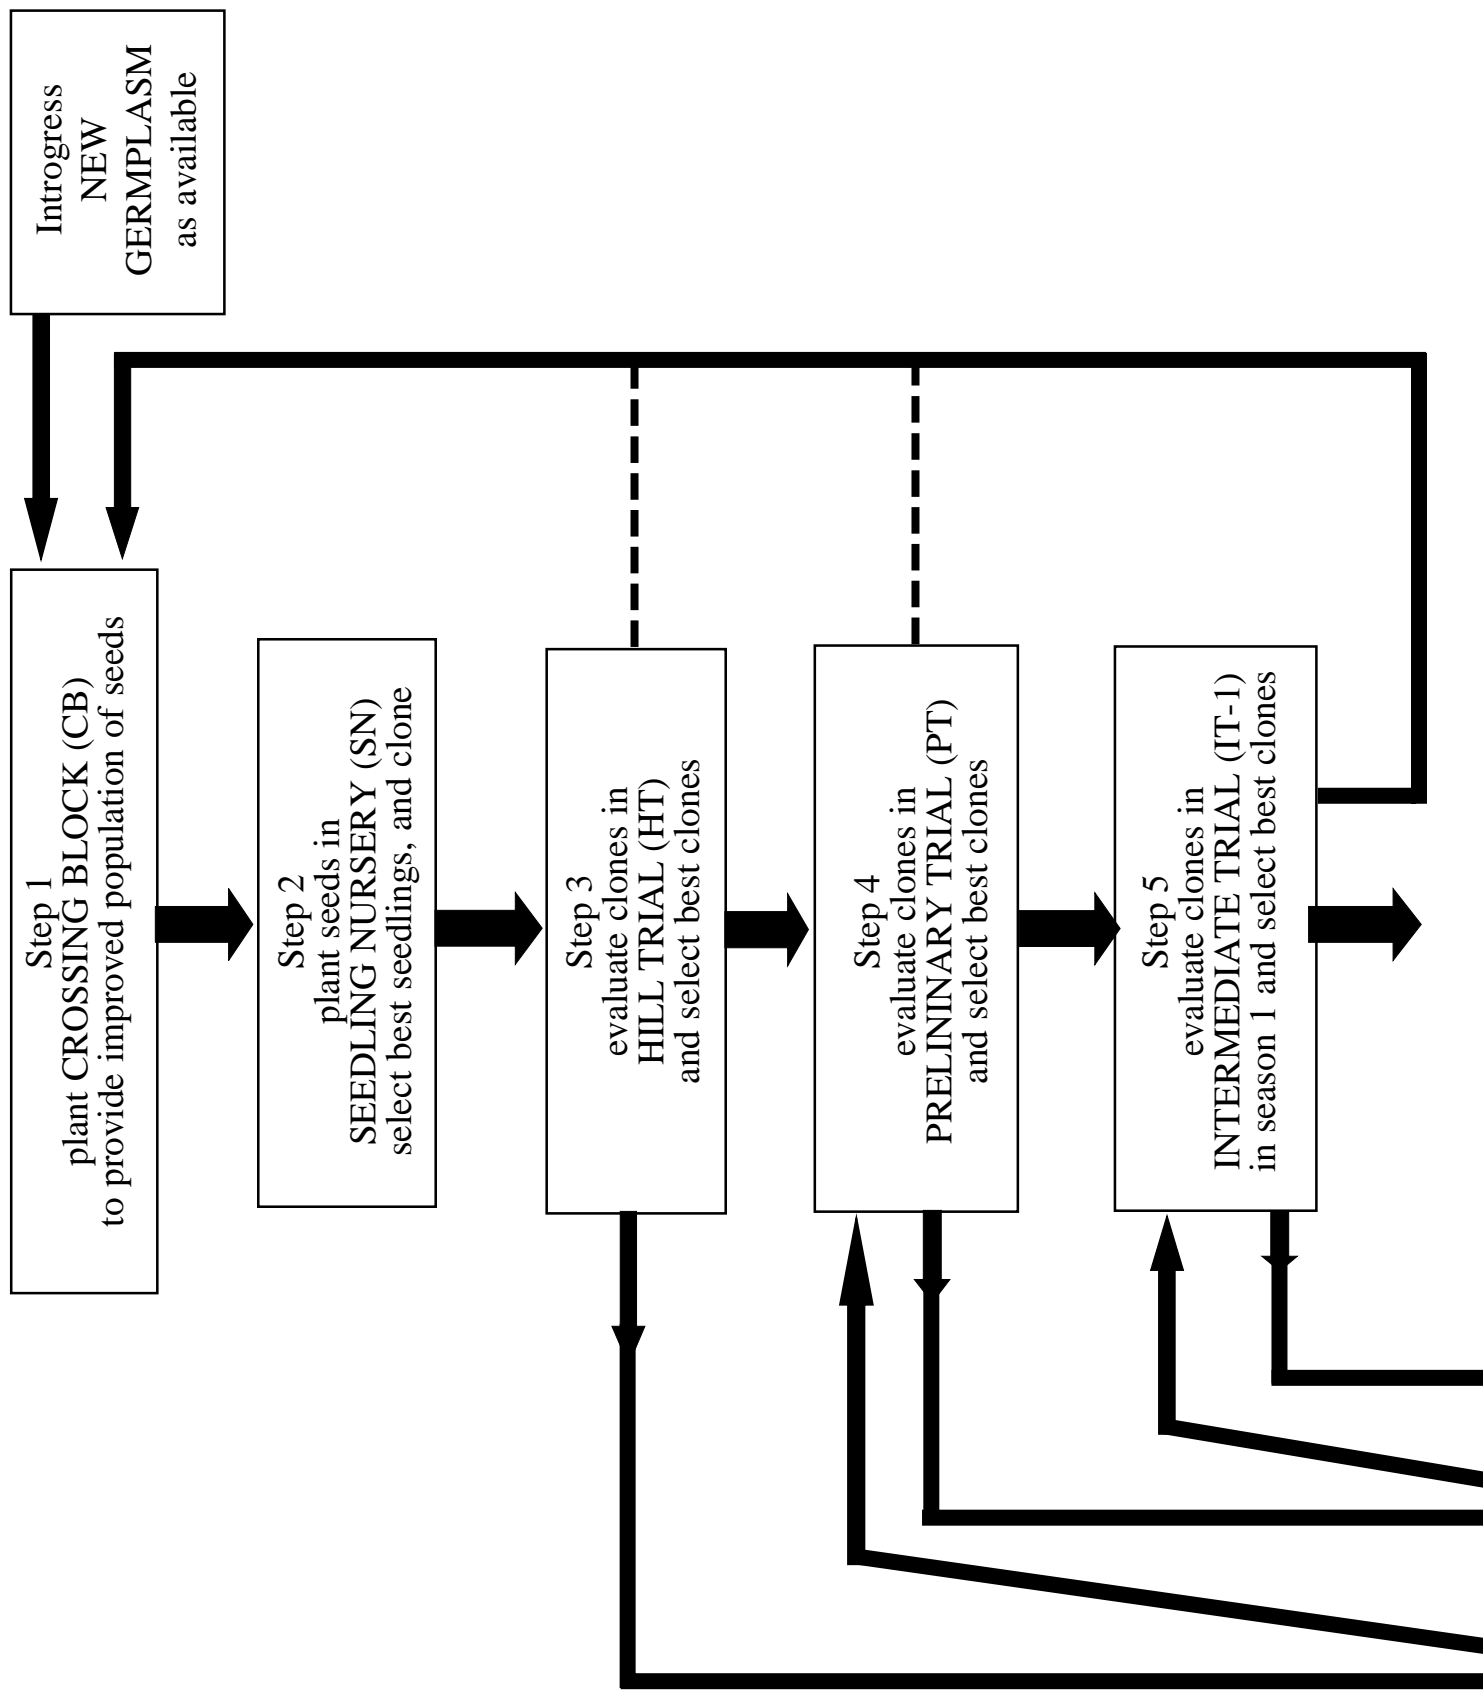 Introgress
NEW
GERMPLASM
as available
Step 1
plant CROSSING BLOCK (CB)
to provide improved population of seeds
Step 2
plant seeds in
SEEDLING NURSERY (SN)
select best seedlings, and clone
Step 3
evaluate clones in
HILL TRIAL (HT)
and select best clones
Step 4
evaluate clones in
PRELININARY TRIAL (PT)
and select best clones
Step 5
evaluate clones in
INTERMEDIATE TRIAL (IT-1)
in season 1 and select best clones